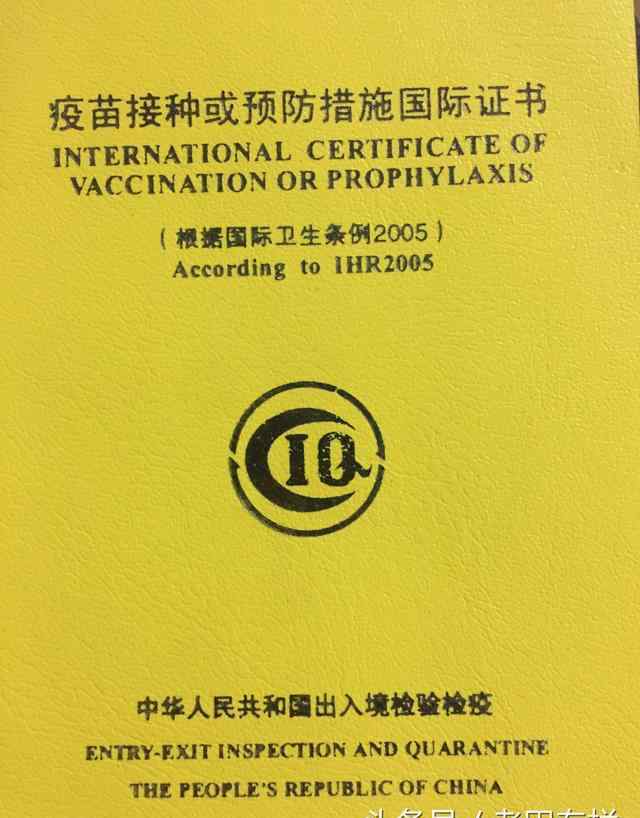 疫苗接种或预防措施国际证书
INTERNATIONAL CERTIFICATE OF
VACCINATION OR PROPHYLAXIS
(根据国际卫生条例2005)
According to IHR2005
CIQ
中华人民共和国出入境检验检疫
ENTRY-EXIT INSPECTION AND QUARANTINE
THE PEOPLE'S REPUBLIC OF CHINA